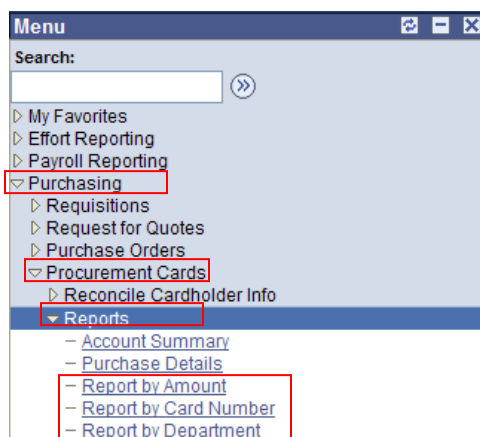 Menu
Search:
My Favorites
Effort Reporting
Payroll Reporting
Purchasing
Requisitions
Request for Quotes
Purchase Orders
Procurement Cards
Reconcile Cardholder Info
Reports
– Account Summary
– Purchase Details
– Report by Amount
– Report by Card Number
– Report by Department